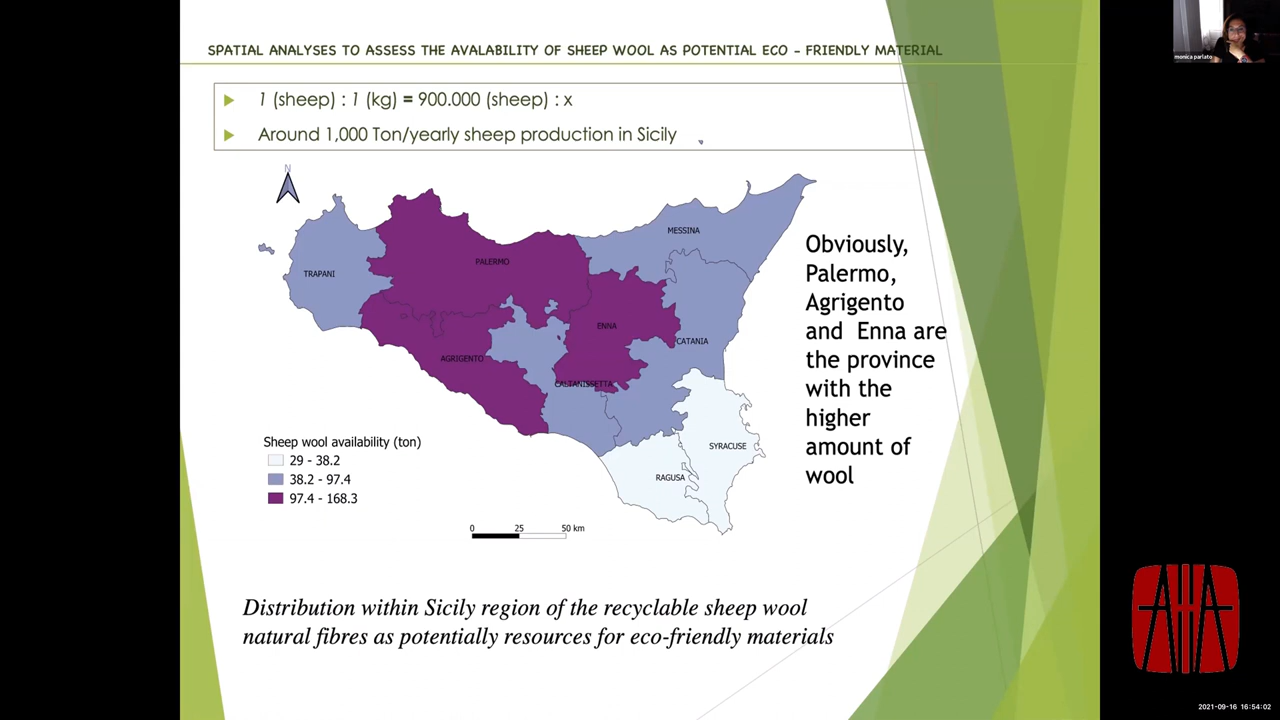 SPATIAL ANALYSES TO ASSESS THE AVALABILITY OF SHEEP WOOL AS POTENTIAL ECO – FRIENDLY MATERIAL
monica parlato
1 (sheep) : 1 (kg) = 900.000 (sheep) : x
Around 1,000 Ton/yearly sheep production in Sicily
N
MESSINA
PALERMO
TRAPANI
ENNA
CATANIA
AGRIGENTO
CALTANISSETTA
SYRACUSE
RAGUSA
Obviously,
Palermo,
Agrigento
and Enna are
the province
with the
higher
amount of
wool
Sheep wool availability (ton)
29 - 38.2
38.2 - 97.4
97.4 - 168.3
0 25 50 km
Distribution within Sicily region of the recyclable sheep wool
natural fibres as potentially resources for eco-friendly materials
AHA
2021-09-16 16:54:02